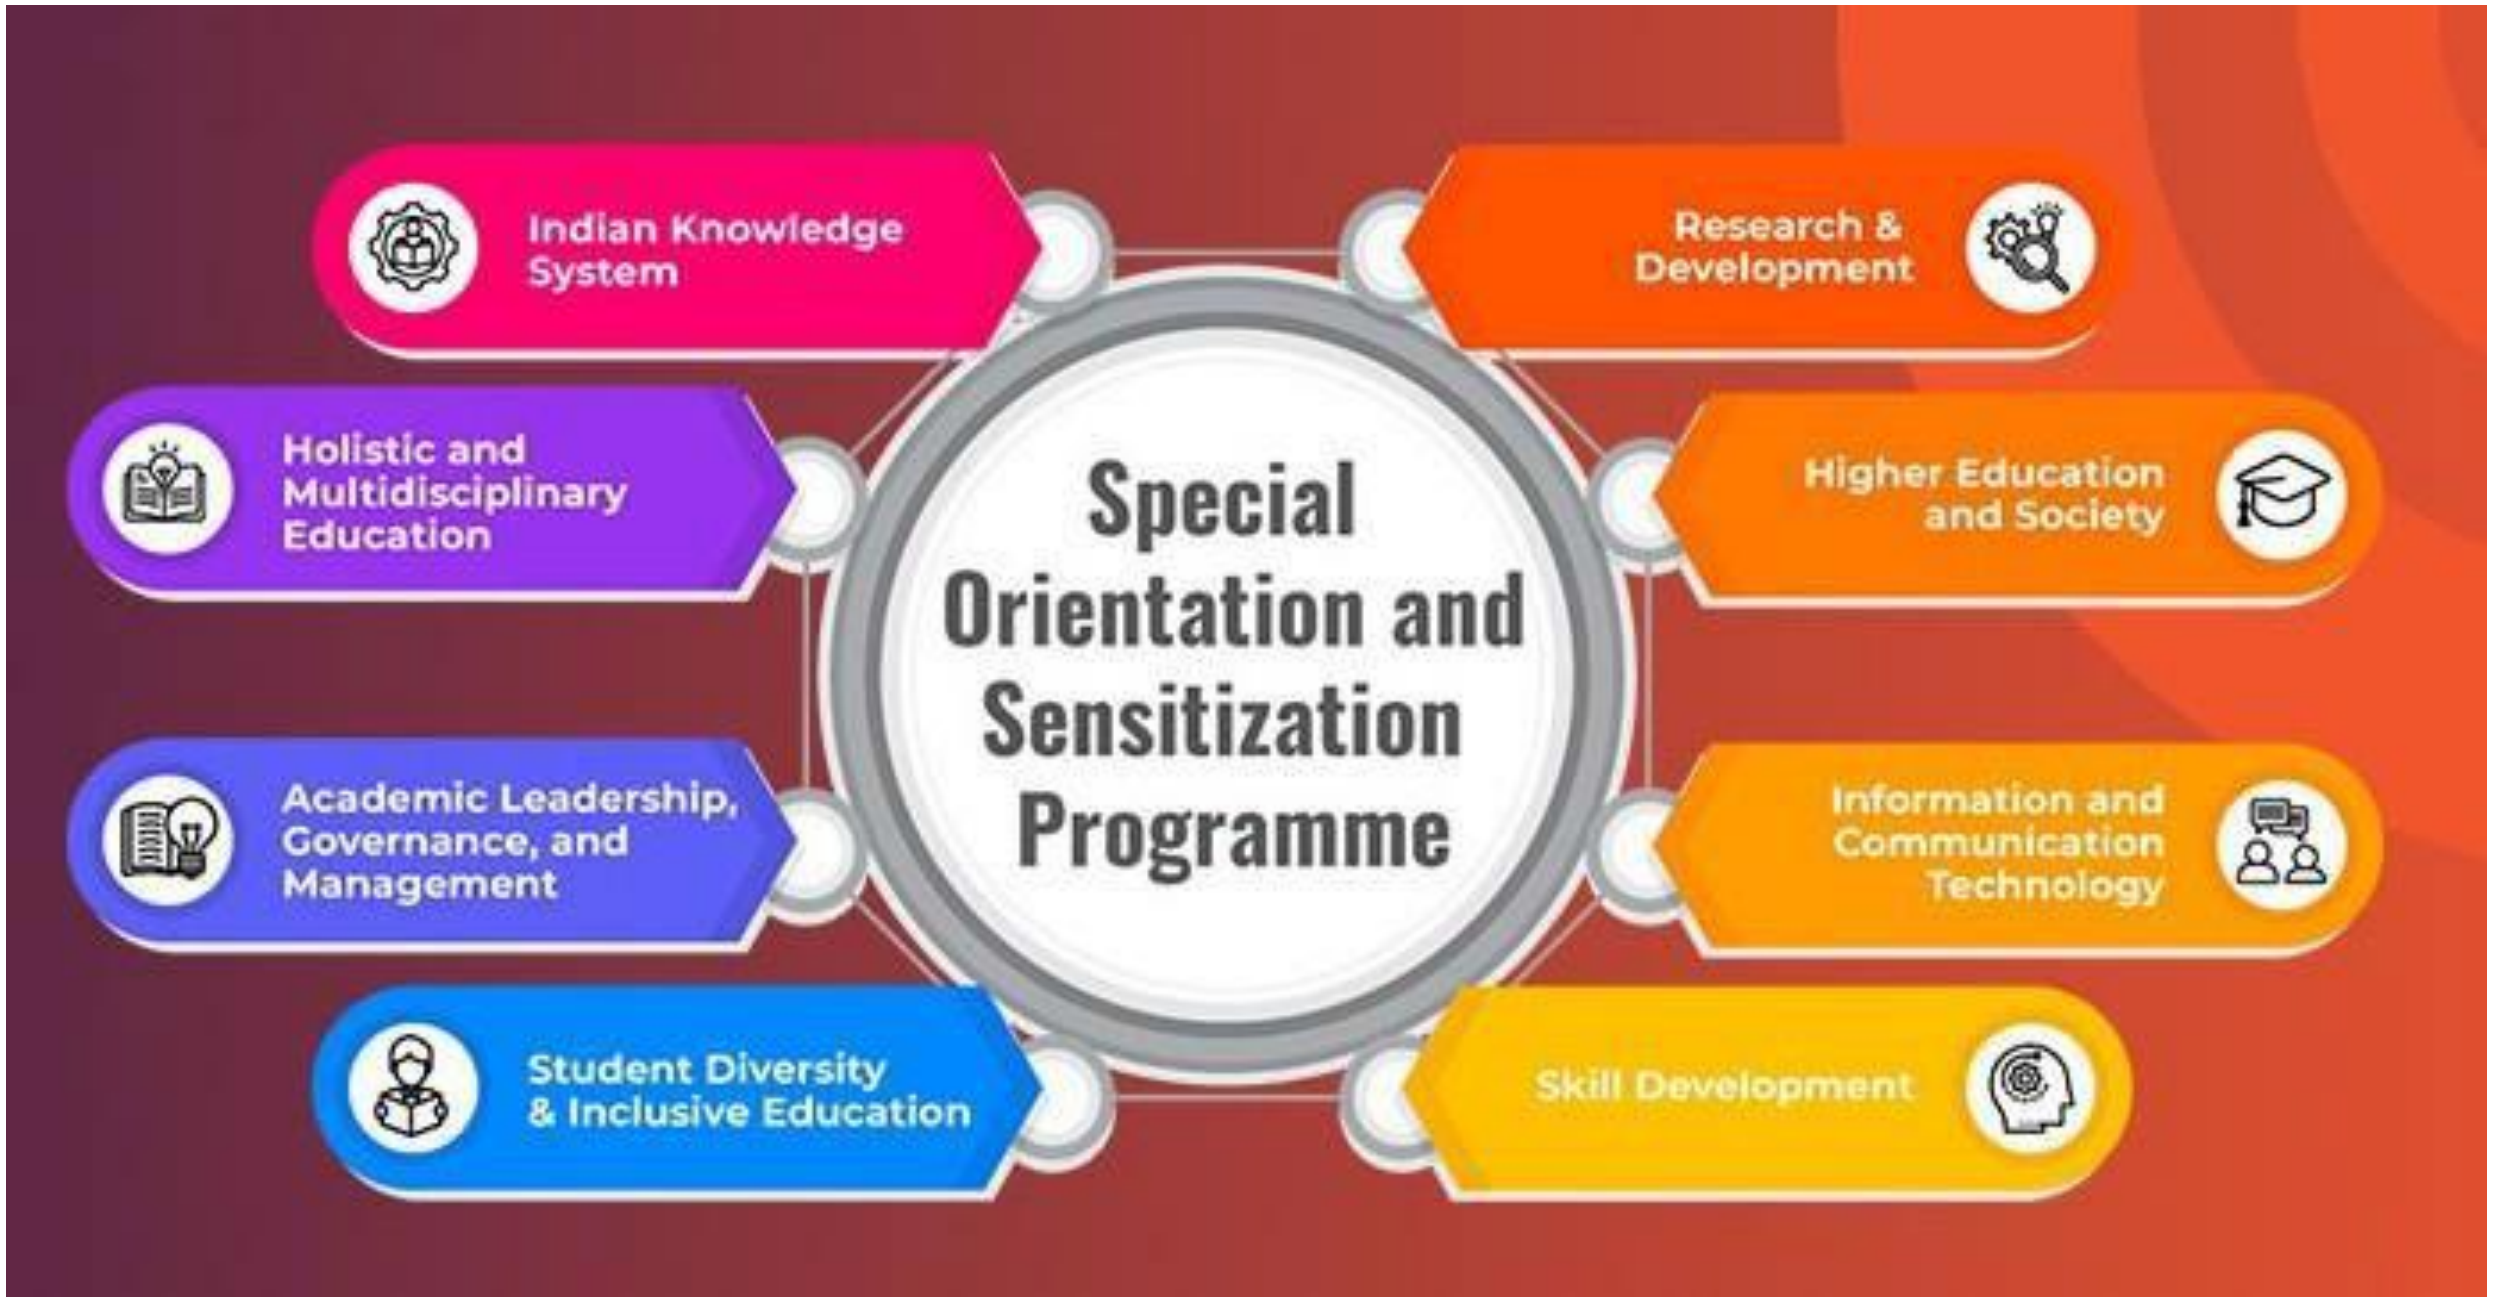 Indian Knowledge
System
Holistic and
Multidisciplinary
Education
Academic Leadership,
Governance, and
Management
Student Diversity
& Inclusive Education
Special
Orientation and
Sensitization
Programme
Research &
Development
Higher Education
and Society
Information and
Communication
Technology
Skill Development